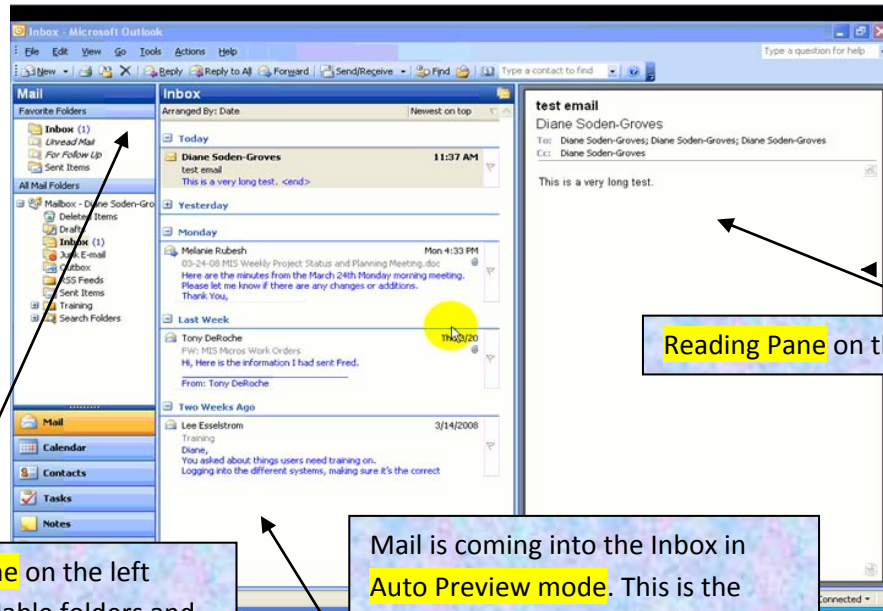 Inbox - Microsoft Outlook
File Edit View Go Tools Actions Help
Type a question for help
New Reply Reply to All Forward Send/Receive Find Type a contact to find
Mail
Favorite Folders
Inbox (1)
Unread Mail
For Follow Up
Sent Items
All Mail Folders
Mailbox - Diane Soden-Gro
Deleted Items
Drafts
Inbox (1)
Junk E-mail
Outbox
RSS Feeds
Sent Items
Training
Search Folders
Mail
Calendar
Contacts
Tasks
Notes
Inbox
Arranged By: Date Newest on top
Today
Diane Soden-Groves 11:37 AM
test email
This is a very long test. <end>
Yesterday
Monday
Melanie Rubesh Mon 4:33 PM
03-24-08 MIS Weekly Project Status and Planning Meeting.doc
Here are the minutes from the March 24th Monday morning meeting.
Please let me know if there are any changes or additions.
Thank You,
Last Week
Tony DeRoche Thu 3/20
FW: MIS Micros Work Orders
Hi, Here is the information I had sent Fred.
From: Tony DeRoche
Two Weeks Ago
Lee Esselstrom 3/14/2008
Training
Diane,
You asked about things users need training on.
Logging into the different systems, making sure it's the correct
test email
Diane Soden-Groves
To: Diane Soden-Groves; Diane Soden-Groves; Diane Soden-Groves
Cc: Diane Soden-Groves
This is a very long test.
Reading Pane on
on the left
folders and
Mail is coming into the Inbox in
Auto Preview mode. This is the
Connected